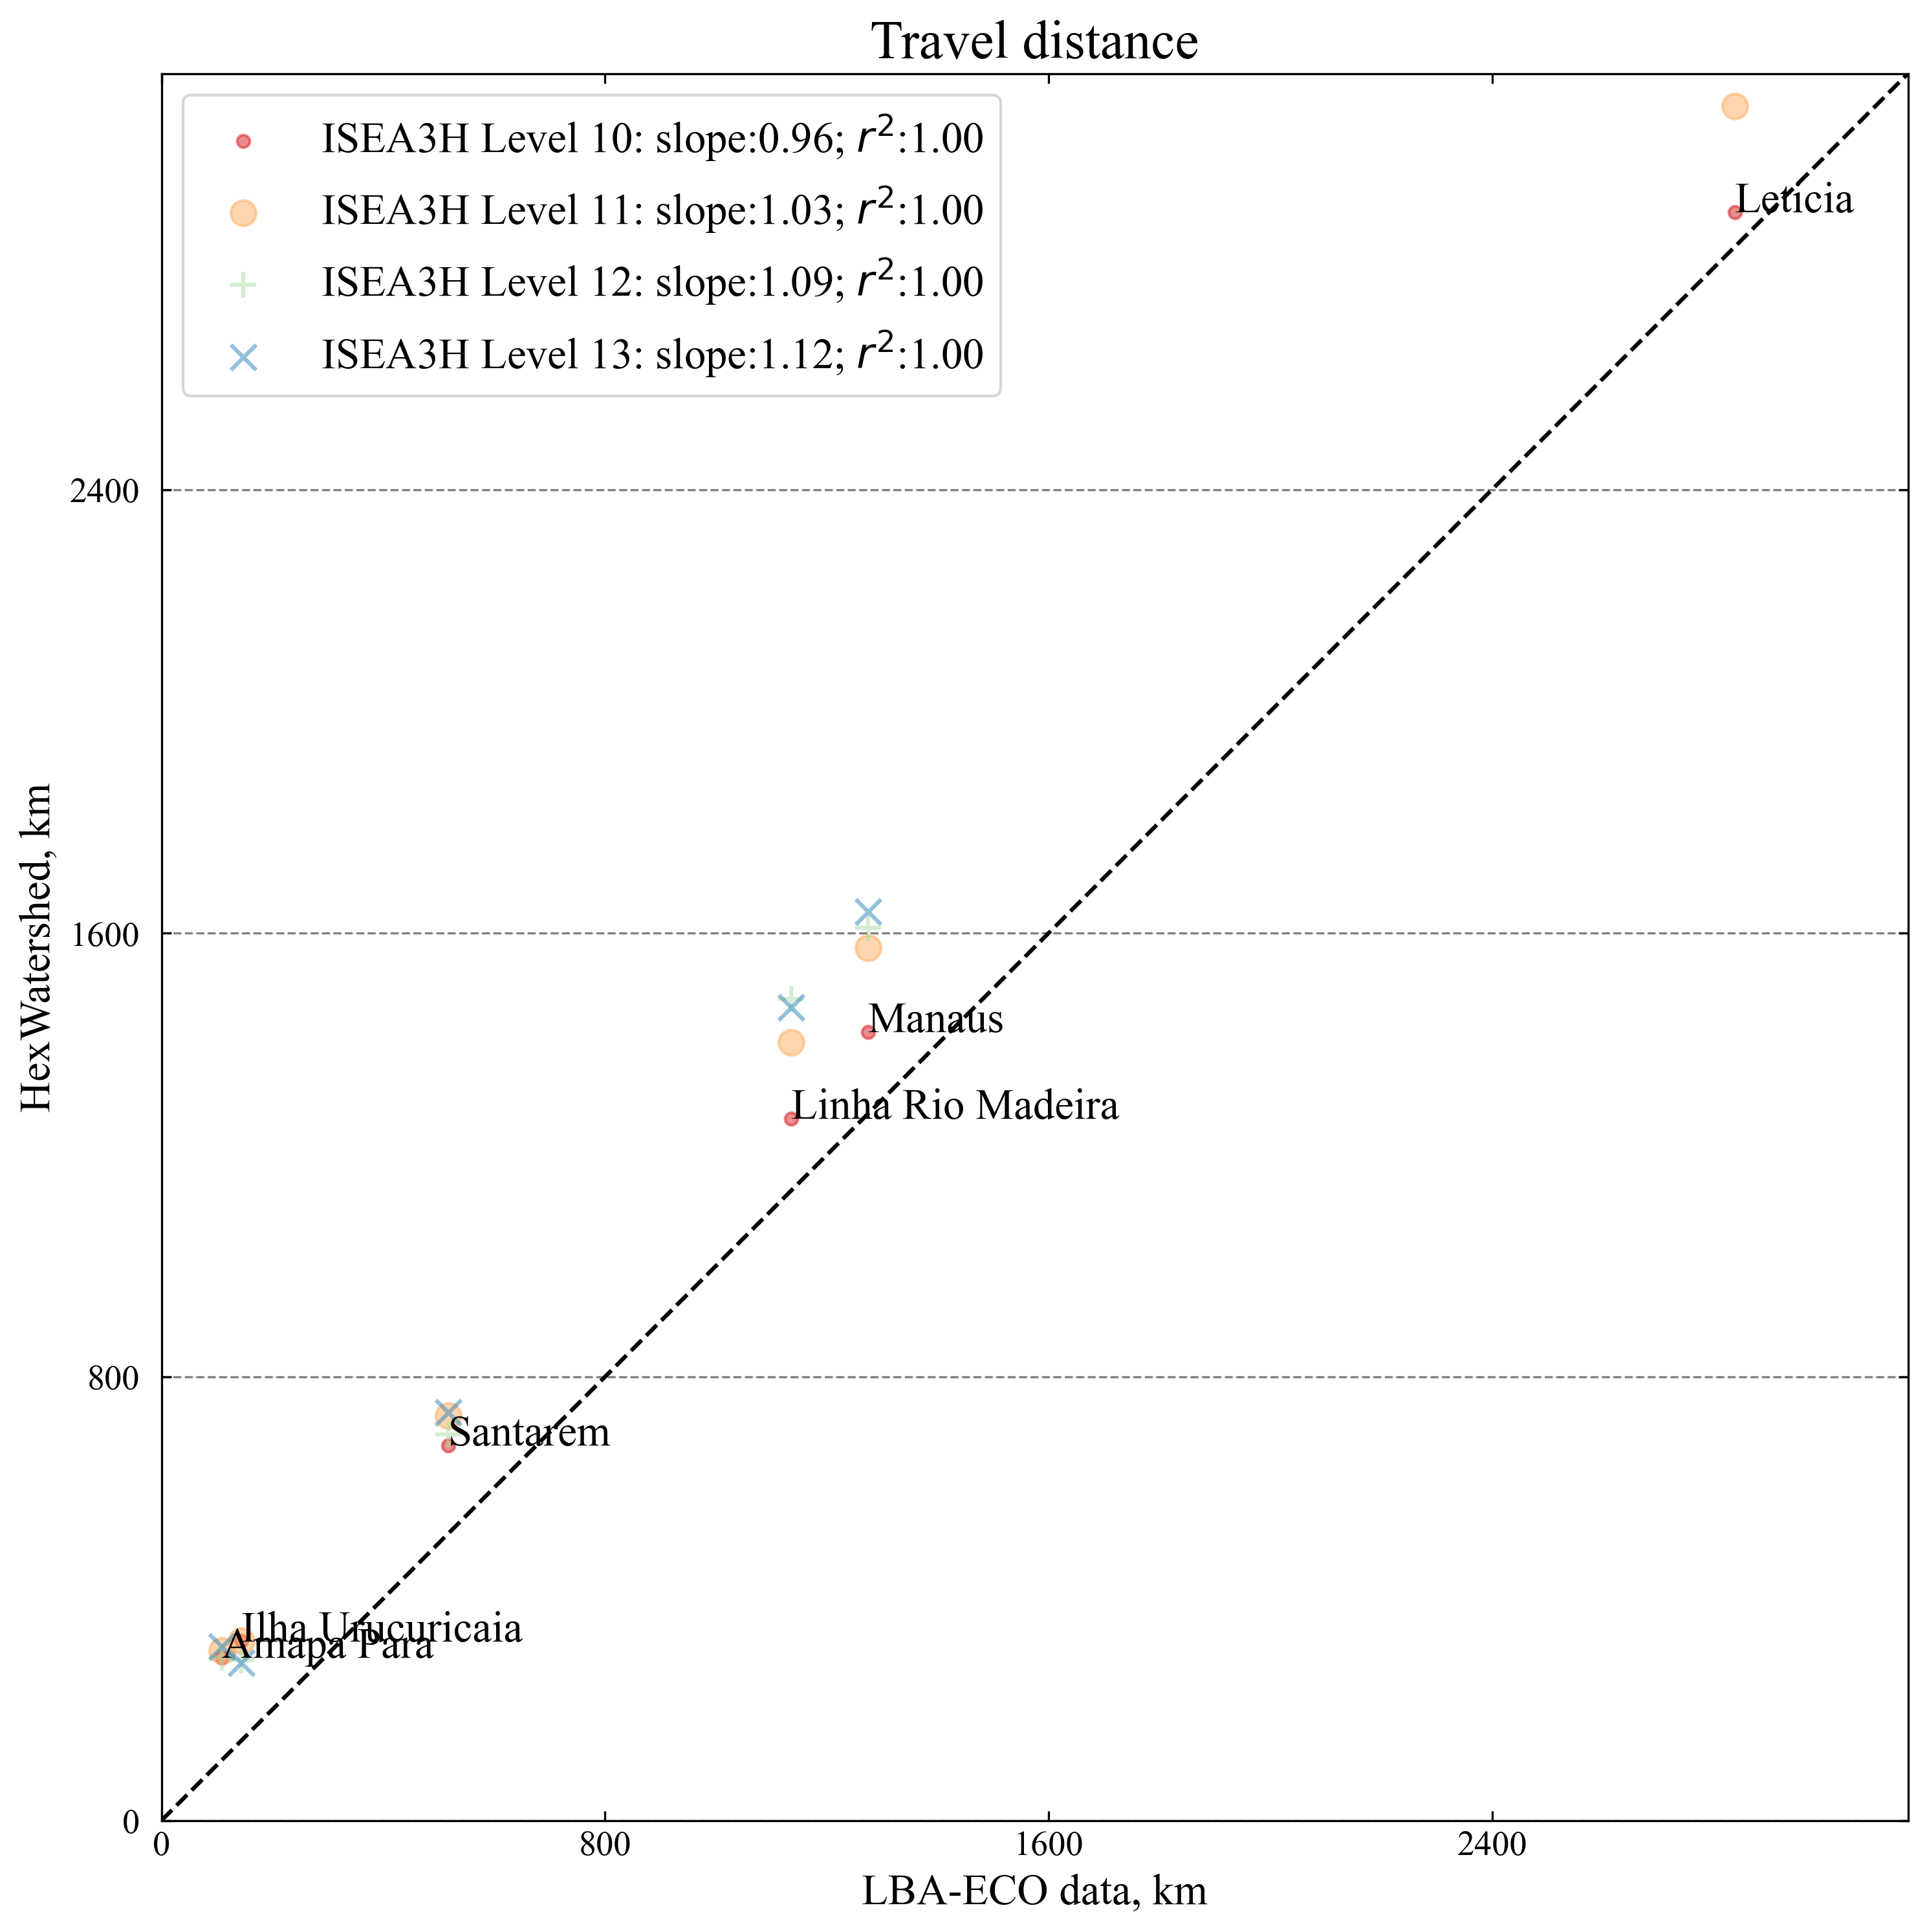 Travel distance
ISEA3H Level 10: slope:0.96; r²:1.00
ISEA3H Level 11: slope:1.03; r²:1.00
ISEA3H Level 12: slope:1.09; r²:1.00
ISEA3H Level 13: slope:1.12; r²:1.00
Leticia
2400
1600
Manaus
Linha Rio Madeira
HexWatershed, km
800
Santarem
Ilha Urucuricaia
Amapa Para
0
0
800
1600
2400
LBA-ECO data, km